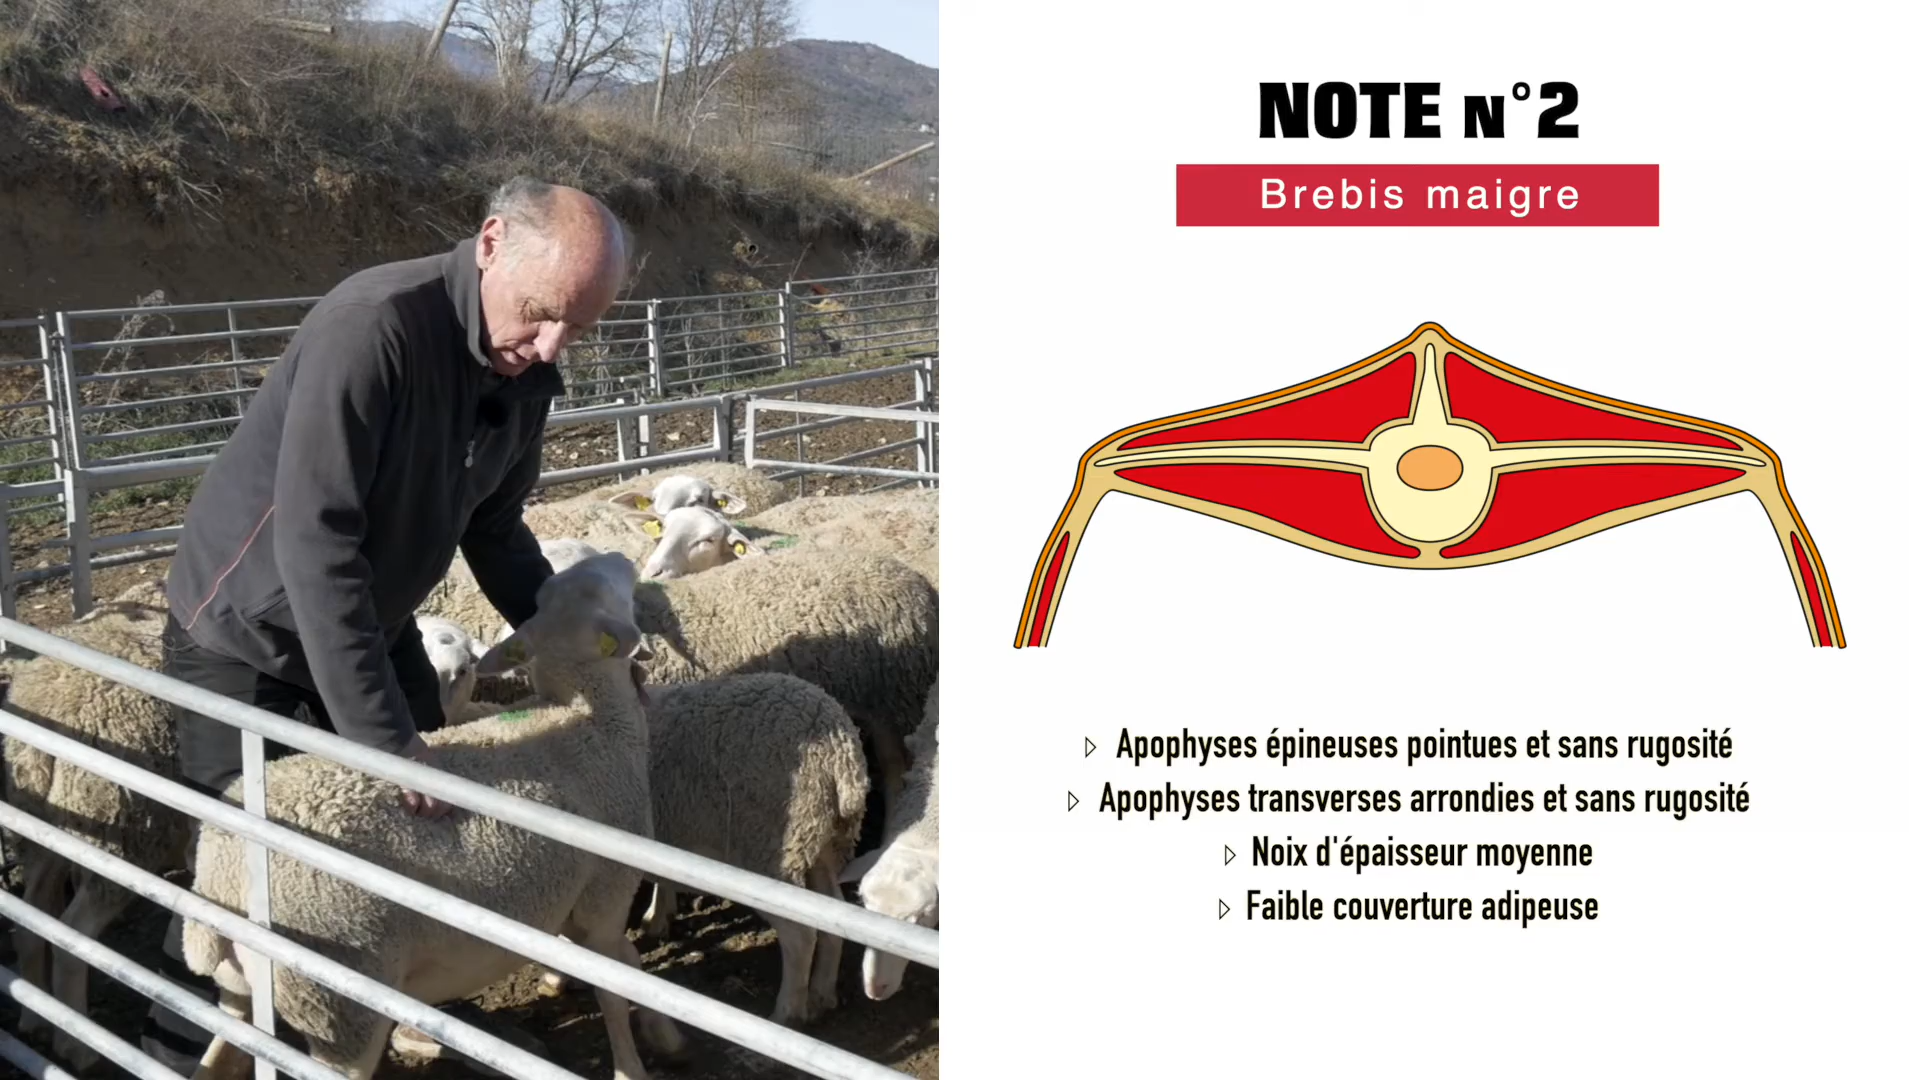 NOTE N°2
Brebis maigre
Apophyses épineuses pointues et sans rugosité
Apophyses transverses arrondies et sans rugosité
Noix d'épaisseur moyenne
Faible couverture adipeuse